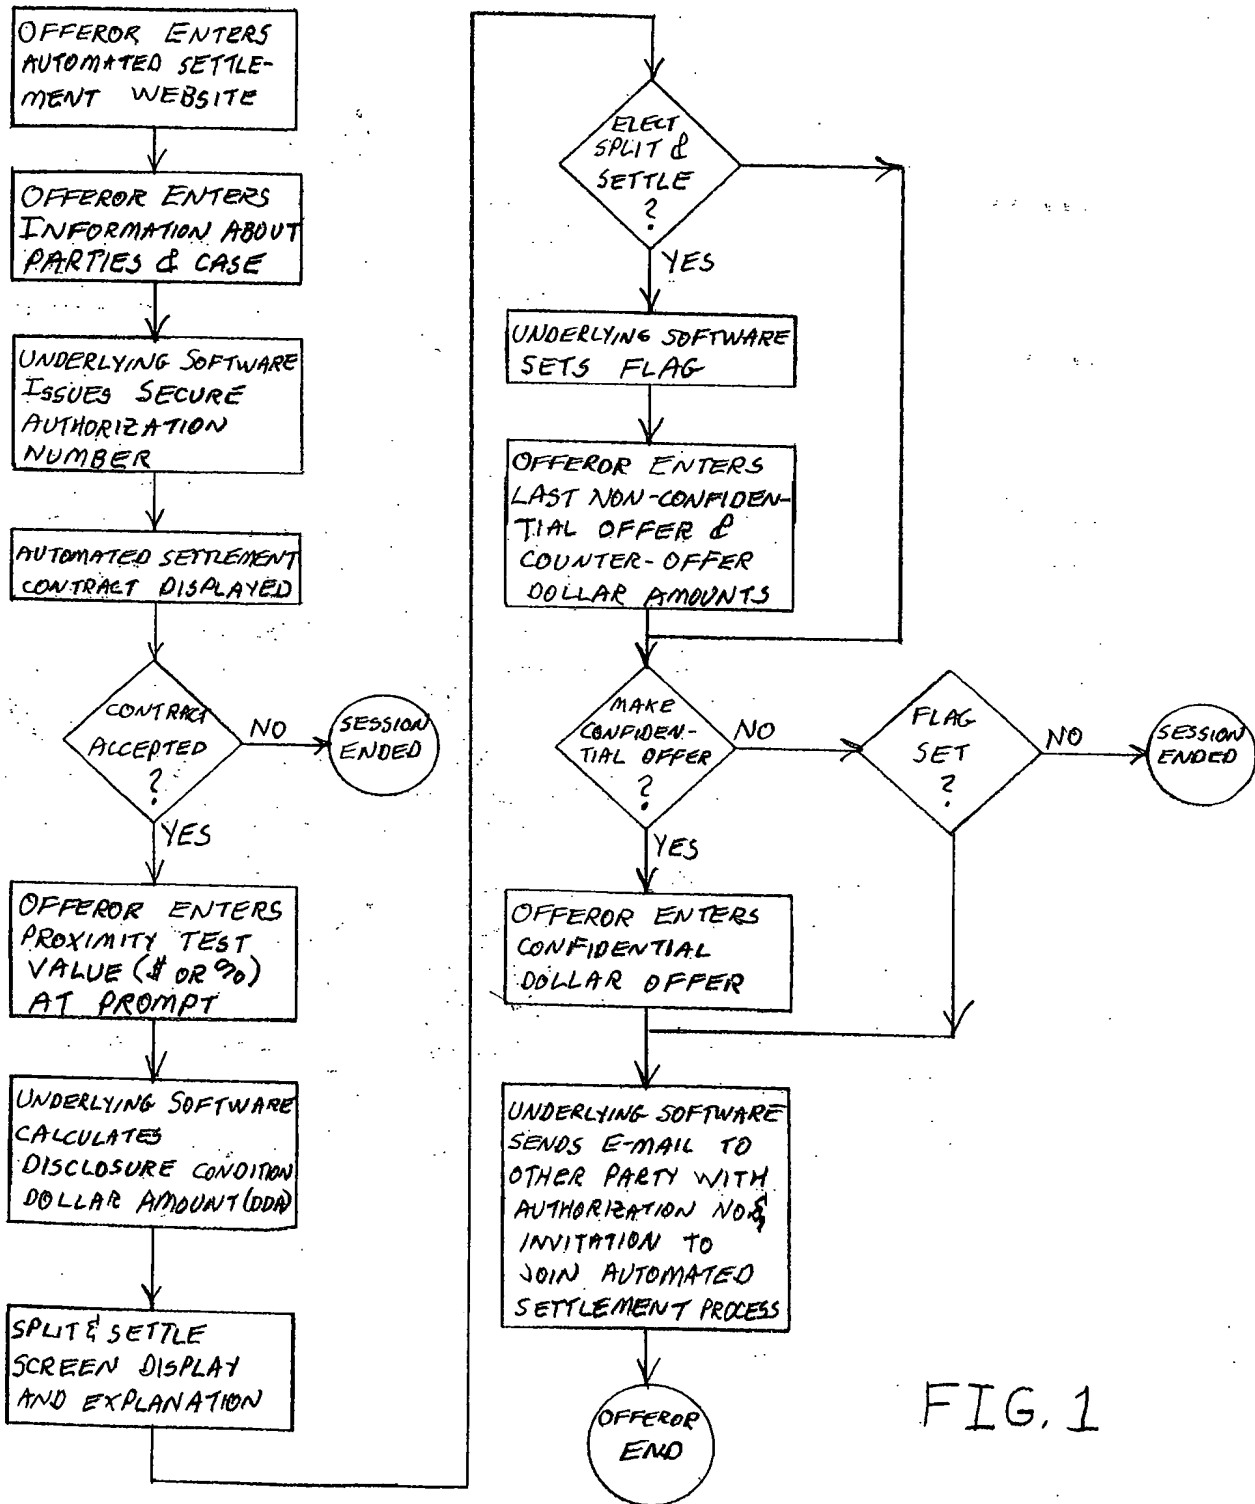 OFFEROR ENTERS
AUTOMATED SETTLE-
MENT WEBSITE
OFFEROR ENTERS
INFORMATION ABOUT
PARTIES & CASE
UNDERLYING SOFTWARE
ISSUES SECURE
AUTHORIZATION
NUMBER
AUTOMATED SETTLEMENT
CONTRACT DISPLAYED
CONTRACT
ACCEPTED
?
NO
SESSION
ENDED
YES
OFFEROR ENTERS
PROXIMITY TEST
VALUE ($ OR %)
AT PROMPT
UNDERLYING SOFTWARE
CALCULATES
DISCLOSURE CONDITION
DOLLAR AMOUNT (DDA)
SPLIT & SETTLE
SCREEN DISPLAY
AND EXPLANATION
ELECT
SPLIT &
SETTLE
?
YES
UNDERLYING SOFTWARE
SETS FLAG
OFFEROR ENTERS
LAST NON-CONFIDEN-
TIAL OFFER &
COUNTER-OFFER
DOLLAR AMOUNTS
MAKE
CONFIDEN-
TIAL OFFER
?
NO
FLAG
SET
?
NO
SESSION
ENDED
YES
OFFEROR ENTERS
CONFIDENTIAL
DOLLAR OFFER
UNDERLYING SOFTWARE
SENDS E-MAIL TO
OTHER PARTY WITH
AUTHORIZATION NO. &
INVITATION TO
JOIN AUTOMATED
SETTLEMENT PROCESS
OFFEROR
END
FIG. 1